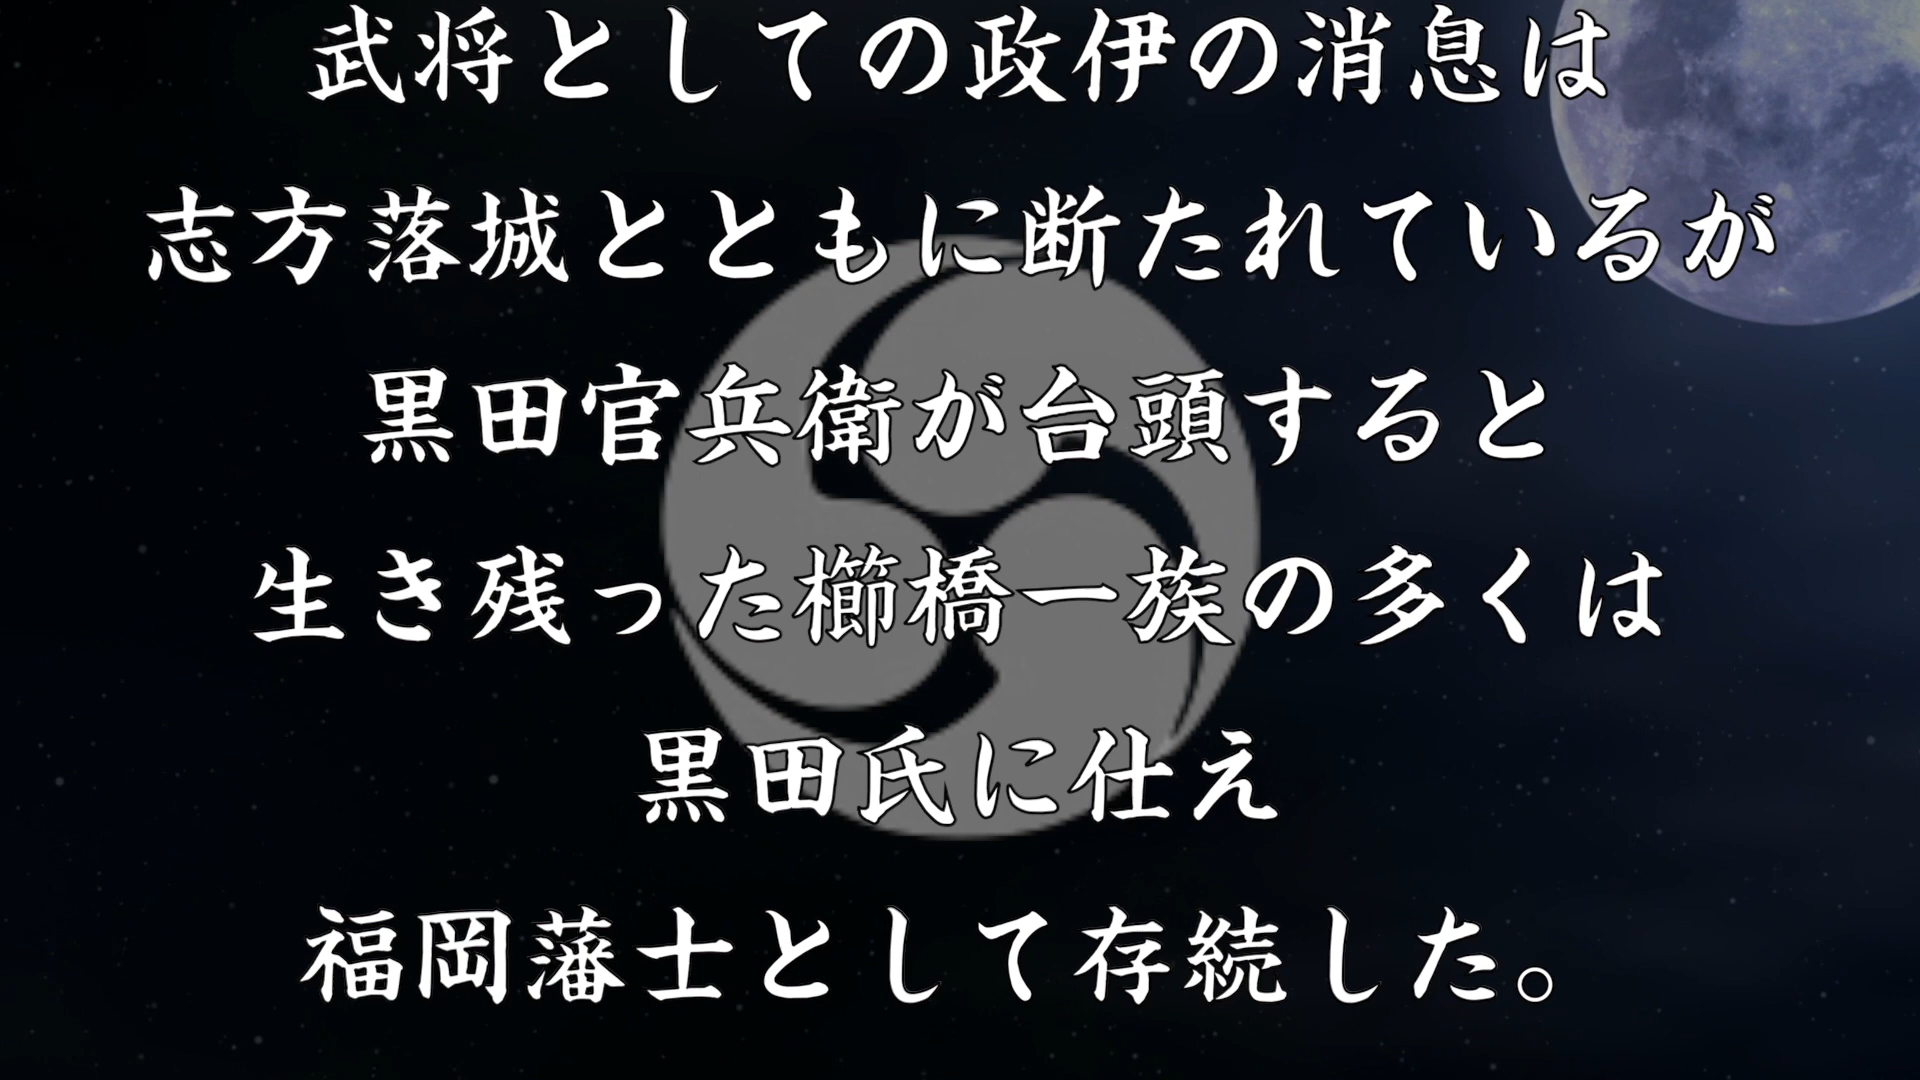 武将としての政伊の消息は
志方落城とともに断たれているが
黒田官兵衛が台頭すると
生き残った櫛橋一族の多くは
黒田氏に仕え
福岡藩士として存続した。